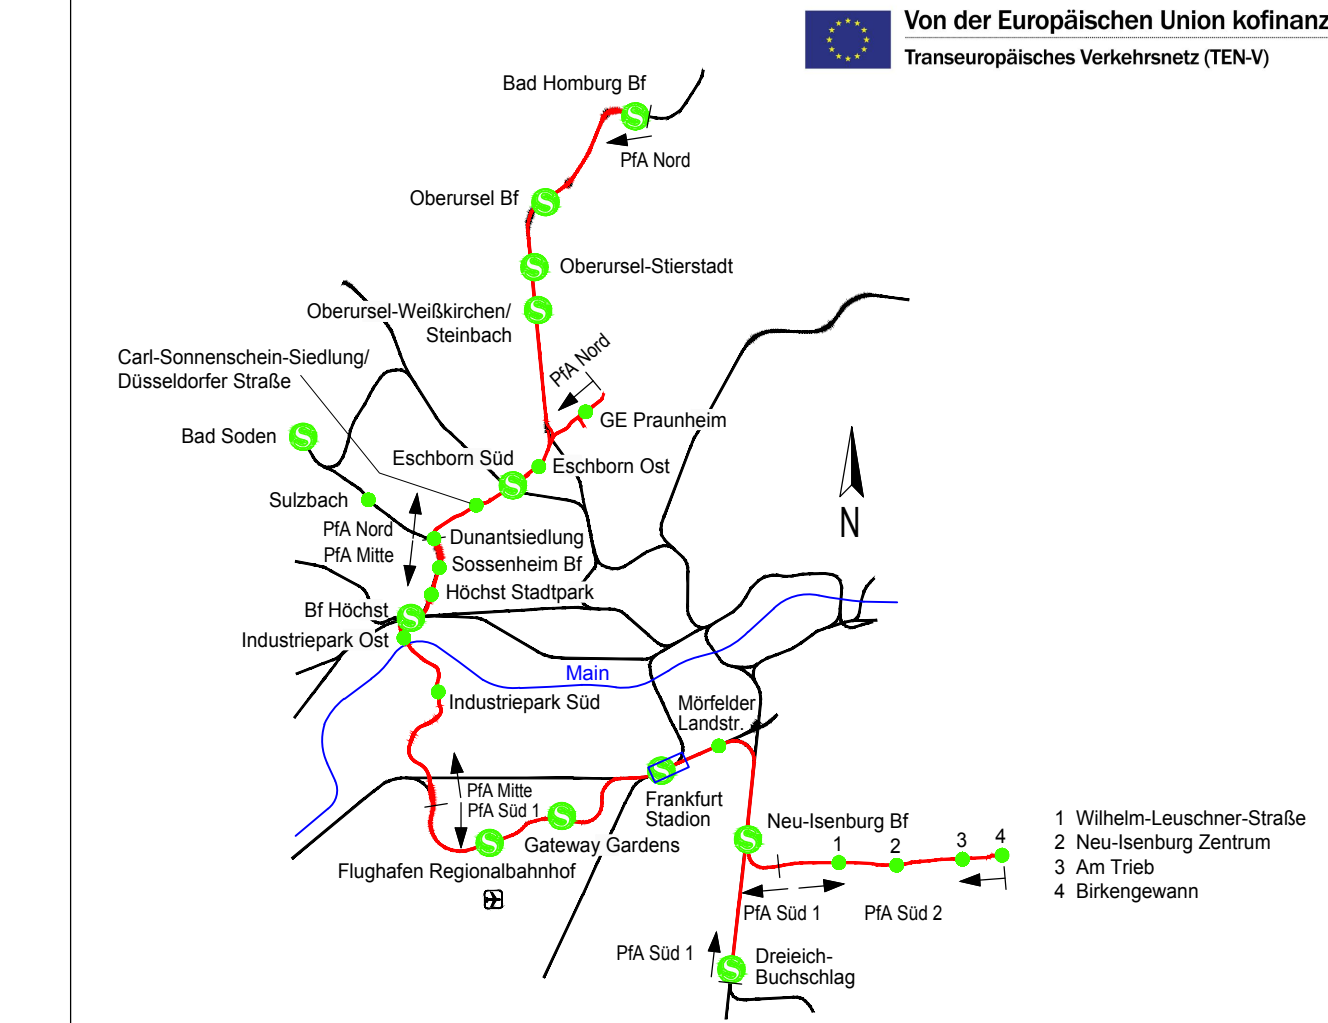 Von der Europäischen Union kofinanz
Transeuropäisches Verkehrsnetz (TEN-V)
Bad Homburg Bf
PfA Nord
Oberursel Bf
Oberursel-Stierstadt
Oberursel-Weißkirchen/
Steinbach
Carl-Sonnenschein-Siedlung/
Düsseldorfer Straße
PfA Nord
GE Praunheim
Bad Soden
Eschborn Süd
Eschborn Ost
Sulzbach
PfA Nord
PfA Mitte
N
Dunantsiedlung
Sossenheim Bf
Höchst Stadtpark
Bf Höchst
Industriepark Ost
Main
Industriepark Süd
Mörfelder
Landstr.
PfA Mitte
PfA Süd 1
Frankfurt
Stadion
Gateway Gardens
Flughafen Regionalbahnhof
Neu-Isenburg Bf
1
2
3
4
PfA Süd 1
PfA Süd 2
1 Wilhelm-Leuschner-Straße
2 Neu-Isenburg Zentrum
3 Am Trieb
4 Birkengewann
PfA Süd 1
Dreieich-
Buchschlag